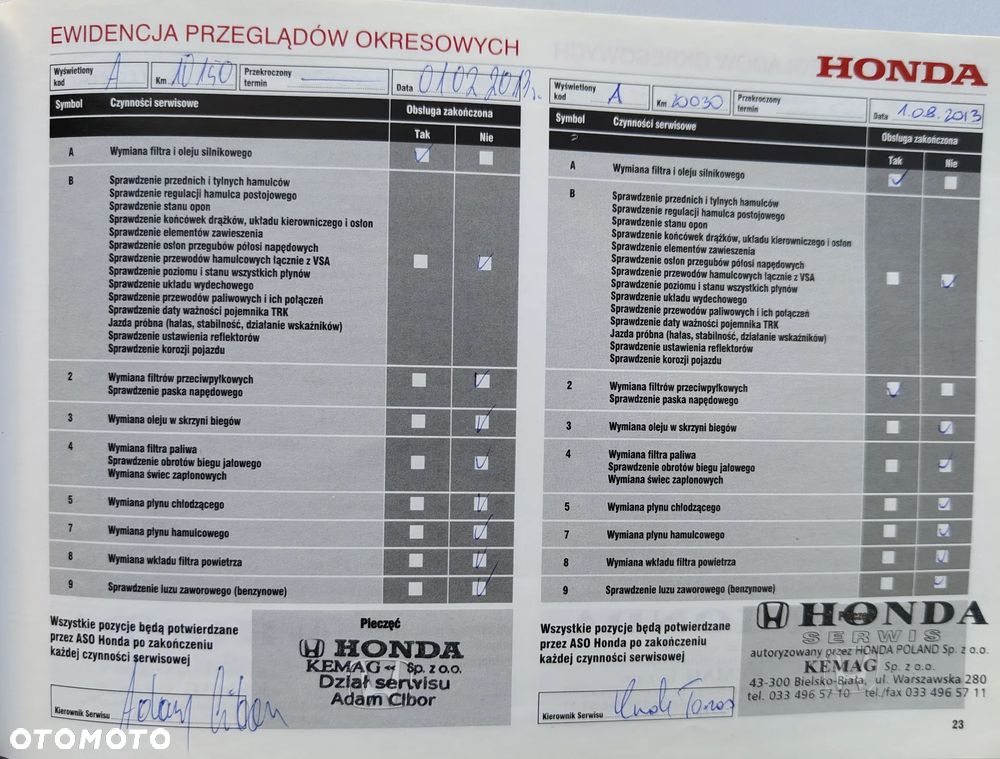 EWIDENCJA PRZEGLĄDÓW OKRESOWYCH
HONDA
Wyświetlony kod A Km 10150 Przekroczony termin Data 01.02.2013r.
Symbol Czynności serwisowe Obsługa zakończona
Tak Nie
A Wymiana filtra i oleju silnikowego
B Sprawdzenie przednich i tylnych hamulców
Sprawdzenie regulacji hamulca postojowego
Sprawdzenie stanu opon
Sprawdzenie końcówek drążków, układu kierowniczego i osłon
Sprawdzenie elementów zawieszenia
Sprawdzenie osłon przegubów półosi napędowych
Sprawdzenie przewodów hamulcowych łącznie z VSA
Sprawdzenie poziomu i stanu wszystkich płynów
Sprawdzenie układu wydechowego
Sprawdzenie przewodów paliwowych i ich połączeń
Sprawdzenie daty ważności pojemnika TRK
Jazda próbna (hałas, stabilność, działanie wskaźników)
Sprawdzenie ustawienia reflektorów
Sprawdzenie korozji pojazdu
2 Wymiana filtrów przeciwpyłkowych
Sprawdzenie paska napędowego
3 Wymiana oleju w skrzyni biegów
4 Wymiana filtra paliwa
Sprawdzenie obrotów biegu jałowego
Wymiana świec zapłonowych
5 Wymiana płynu chłodzącego
7 Wymiana płynu hamulcowego
8 Wymiana wkładu filtra powietrza
9 Sprawdzenie luzu zaworowego (benzynowe)
Wszystkie pozycje będą potwierdzane
przez ASO Honda po zakończeniu
każdej czynności serwisowej
Pieczęć
HONDA
KEMAG Sp. z o.o.
Dział serwisu
Adam Cibor
Kierownik Serwisu Adam Cibor
Wyświetlony kod A Km 20030 Przekroczony termin Data 1.08.2013
Symbol Czynności serwisowe Obsługa zakończona
Tak Nie
A Wymiana filtra i oleju silnikowego
B Sprawdzenie przednich i tylnych hamulców
Sprawdzenie regulacji hamulca postojowego
Sprawdzenie stanu opon
Sprawdzenie końcówek drążków, układu kierowniczego i osłon
Sprawdzenie elementów zawieszenia
Sprawdzenie osłon przegubów półosi napędowych
Sprawdzenie przewodów hamulcowych łącznie z VSA
Sprawdzenie poziomu i stanu wszystkich płynów
Sprawdzenie układu wydechowego
Sprawdzenie przewodów paliwowych i ich połączeń
Sprawdzenie daty ważności pojemnika TRK
Jazda próbna (hałas, stabilność, działanie wskaźników)
Sprawdzenie ustawienia reflektorów
Sprawdzenie korozji pojazdu
2 Wymiana filtrów przeciwpyłkowych
Sprawdzenie paska napędowego
3 Wymiana oleju w skrzyni biegów
4 Wymiana filtra paliwa
Sprawdzenie obrotów biegu jałowego
Wymiana świec zapłonowych
5 Wymiana płynu chłodzącego
7 Wymiana płynu hamulcowego
8 Wymiana wkładu filtra powietrza
9 Sprawdzenie luzu zaworowego (benzynowe)
Wszystkie pozycje będą potwierdzane
przez ASO Honda po zakończeniu
każdej czynności serwisowej
HONDA
SERWIS
autoryzowany przez HONDA POLAND Sp. z o.o.
KEMAG Sp. z o.o.
43-300 Bielsko-Biała, ul. Warszawska 280
tel. 033 496 57 10 tel./fax 033 496 57 11
Kierownik Serwisu
23
OTOMOTO